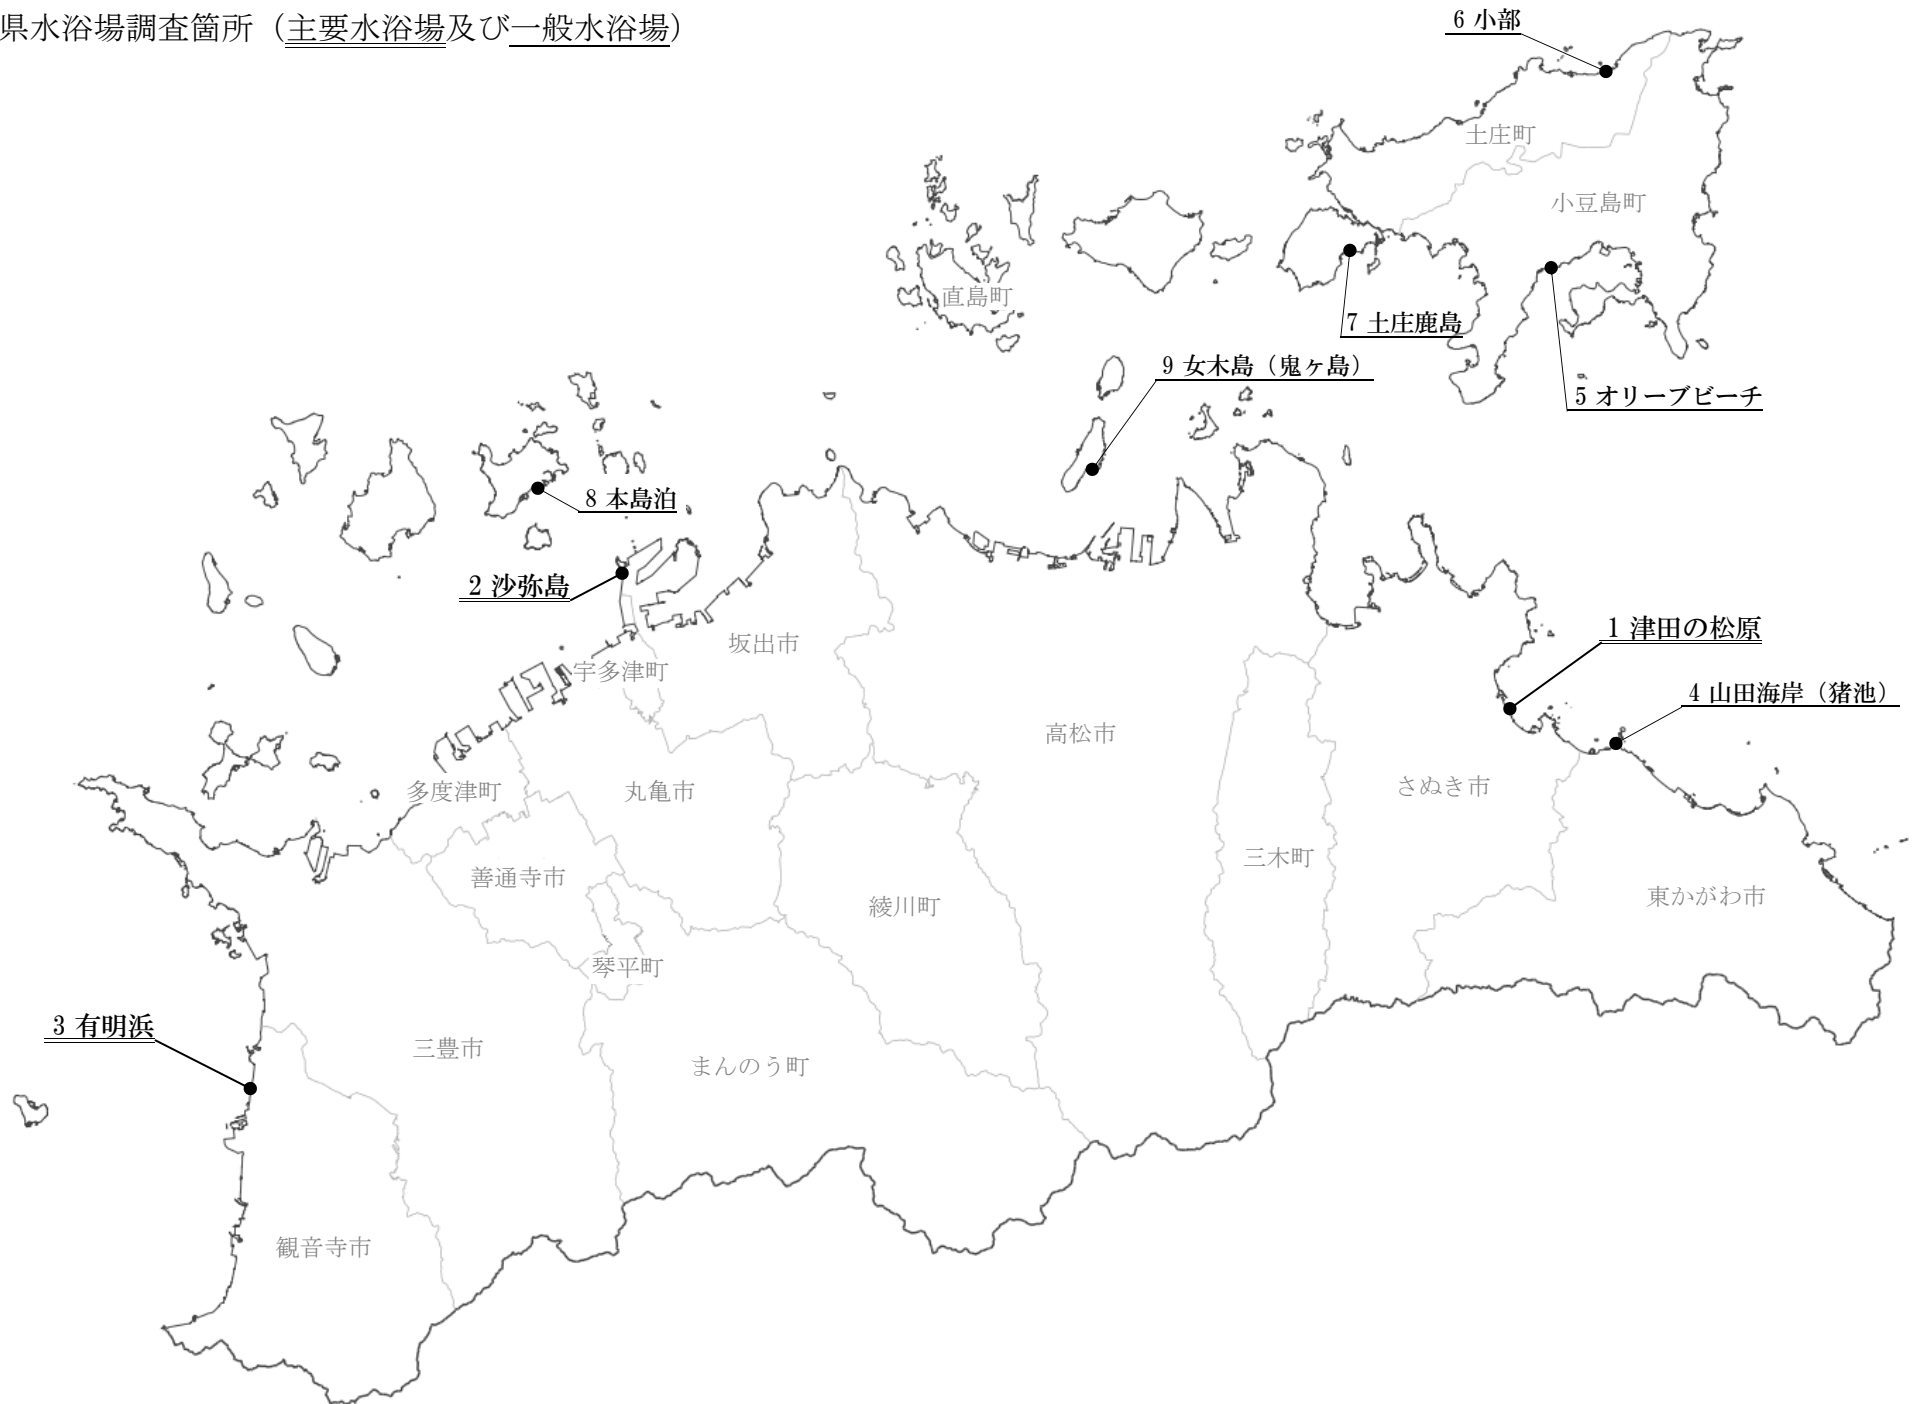 県水浴場調査箇所（主要水浴場及び一般水浴場）
6 小部
土庄町
小豆島町
直島町
7 土庄鹿島
9 女木島（鬼ヶ島）
5 オリーブビーチ
8 本島泊
2 沙弥島
1 津田の松原
坂出市
宇多津町
4 山田海岸（猪池）
高松市
多度津町
丸亀市
さぬき市
三木町
善通寺市
東かがわ市
綾川町
琴平町
3 有明浜
三豊市
まんのう町
観音寺市